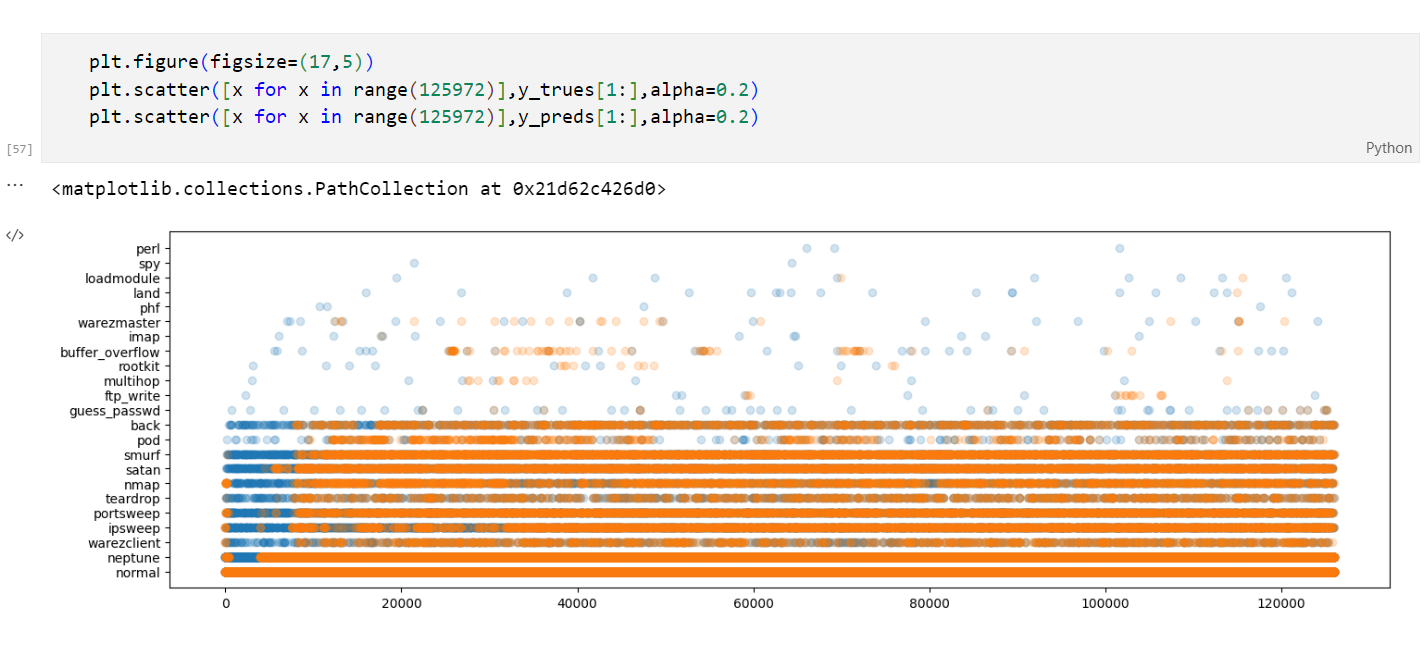 plt.figure(figsize=(17,5))
plt.scatter([x for x in range(125972)],y_trues[1:],alpha=0.2)
plt.scatter([x for x in range(125972)],y_preds[1:],alpha=0.2)
[57]
Python
...
<matplotlib.collections.PathCollection at 0x21d62c426d0>
</>
perl
spy
loadmodule
land
phf
warezmaster
imap
buffer_overflow
rootkit
multihop
ftp_write
guess_passwd
back
pod
smurf
satan
nmap
teardrop
portsweep
ipsweep
warezclient
neptune
normal
0 20000 40000 60000 80000 100000 120000